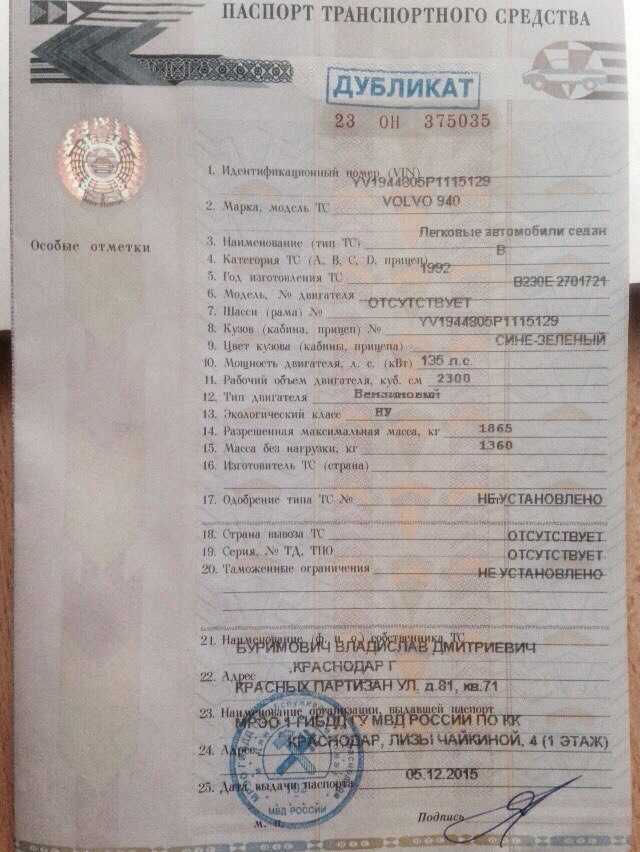 ПАСПОРТ ТРАНСПОРТНОГО СРЕДСТВА
ДУБЛИКАТ
23 ОН 375035
Особые отметки
1. Идентификационный номер (VIN) YV1944805P1115129
2. Марка, модель ТС VOLVO 940
3. Наименование (тип ТС) Легковые автомобили седан
4. Категория ТС (A, B, C, D, прицеп) B
5. Год изготовления ТС 1992
6. Модель, № двигателя B230E 2701721
7. Шасси (рама) № ОТСУТСТВУЕТ
8. Кузов (кабина, прицеп) № YV1944805P1115129
9. Цвет кузова (кабины, прицепа) СИНЕ-ЗЕЛЕНЫЙ
10. Мощность двигателя, л. с. (кВт) 135 л.с.
11. Рабочий объем двигателя, куб. см 2300
12. Тип двигателя Бензиновый
13. Экологический класс НУ
14. Разрешенная максимальная масса, кг 1865
15. Масса без нагрузки, кг 1360
16. Изготовитель ТС (страна)
17. Одобрение типа ТС № НЕ УСТАНОВЛЕНО
18. Страна вывоза ТС ОТСУТСТВУЕТ
19. Серия, № ТД, ТПО ОТСУТСТВУЕТ
20. Таможенные ограничения НЕ УСТАНОВЛЕНО
21. Наименование (ф. и. о.) собственника ТС
БУРИМОВИЧ ВЛАДИСЛАВ ДМИТРИЕВИЧ
,КРАСНОДАР Г
22. Адрес
КРАСНЫХ ПАРТИЗАН УЛ. д.81, кв.71
23. Наименование организации, выдавшей паспорт
МРЭО 1 ГИБДД ГУ МВД РОССИИ ПО КК
24. Адрес КРАСНОДАР, ЛИЗЫ ЧАЙКИНОЙ, 4 (1 ЭТАЖ)
25. Дата выдачи паспорта 05.12.2015
МВД РОССИИ
М. п.
Подпись